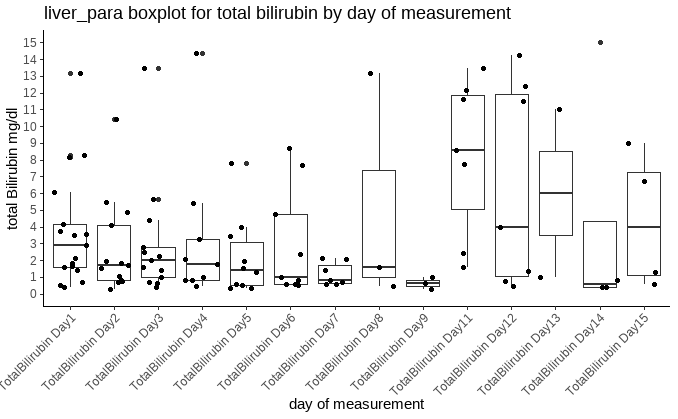 liver_para boxplot for total bilirubin by day of measurement
total Bilirubin mg/dl
15
14
13
12
11
10
9
8
7
6
5
4
3
2
1
0
TotalBilirubin Day1
TotalBilirubin Day2
TotalBilirubin Day3
TotalBilirubin Day4
TotalBilirubin Day5
TotalBilirubin Day6
TotalBilirubin Day7
TotalBilirubin Day8
TotalBilirubin Day9
TotalBilirubin Day11
TotalBilirubin Day12
TotalBilirubin Day13
TotalBilirubin Day14
TotalBilirubin Day15
day of measurement